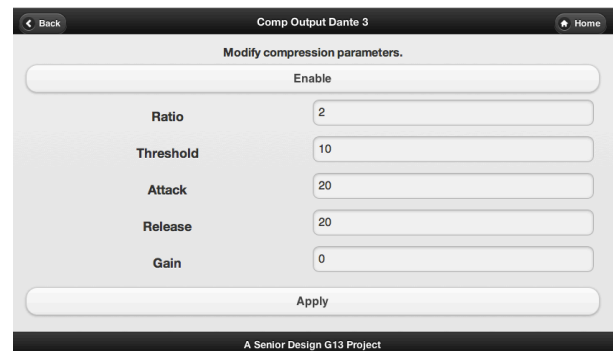 Back Comp Output Dante 3 Home
Modify compression parameters.
Enable
Ratio 2
Threshold 10
Attack 20
Release 20
Gain 0
Apply
A Senior Design G13 Project